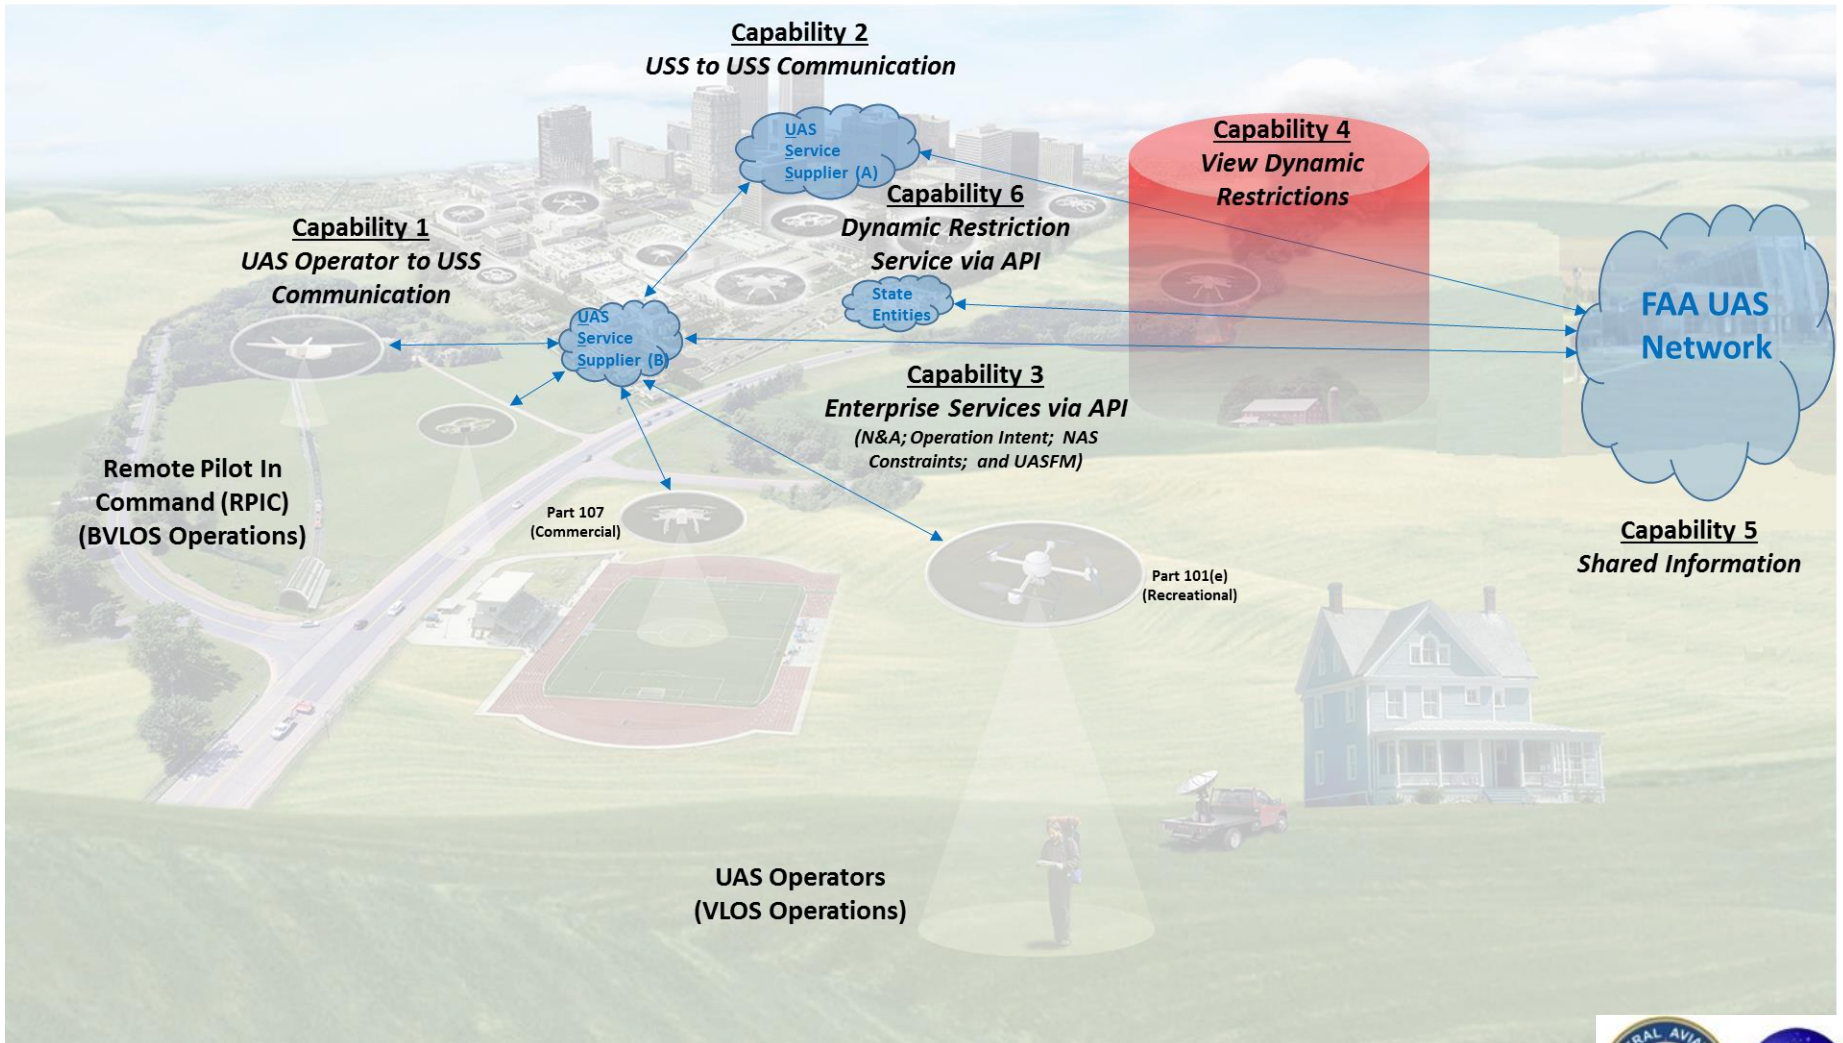 Capability 2
USS to USS Communication
UAS
Service
Supplier (A)
Capability 4
View Dynamic
Restrictions
Capability 6
Dynamic Restriction
Service via API
Capability 1
UAS Operator to USS
Communication
State
Entities
UAS
Service
Supplier (B)
FAA UAS
Network
Capability 3
Enterprise Services via API
(N&A; Operation Intent; NAS
Constraints; and UASFM)
Remote Pilot In
Command (RPIC)
(BVLOS Operations)
Part 107
(Commercial)
Capability 5
Shared Information
Part 101(e)
(Recreational)
UAS Operators
(VLOS Operations)